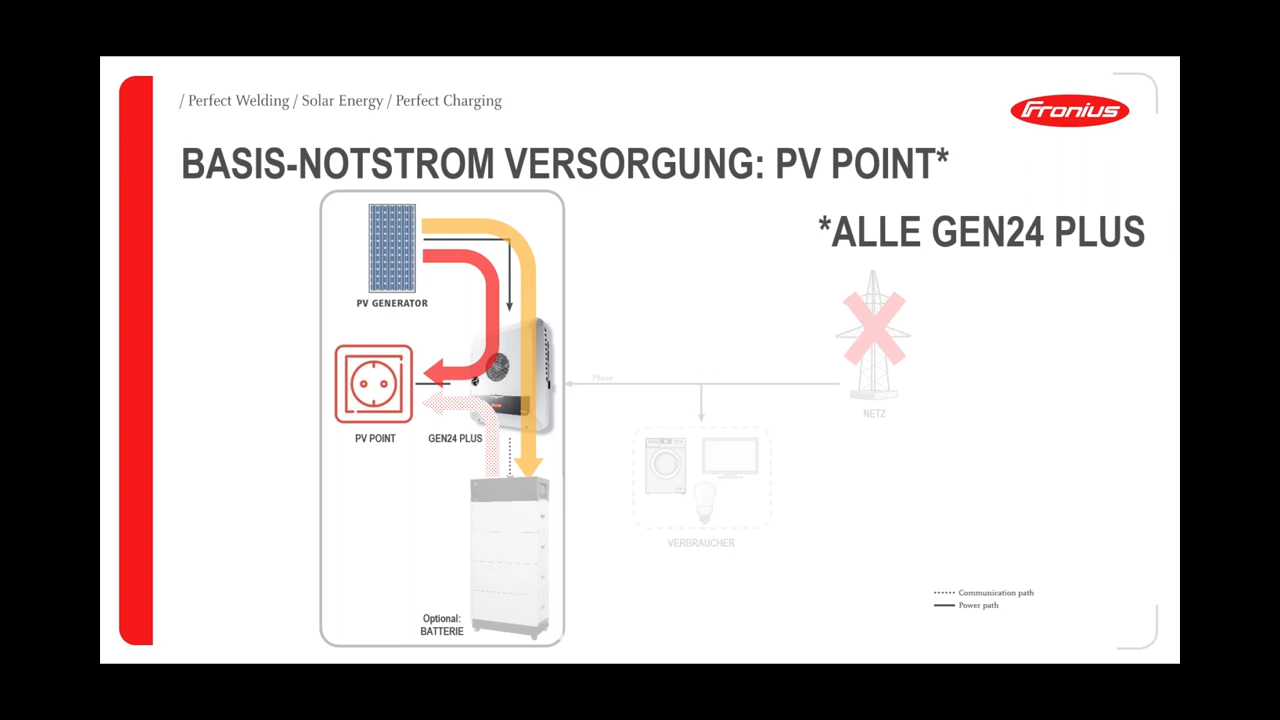 / Perfect Welding / Solar Energy / Perfect Charging
Fronius
BASIS-NOTSTROM VERSORGUNG: PV POINT*
*ALLE GEN24 PLUS
PV GENERATOR
Phase
NETZ
PV POINT
GEN24 PLUS
VERBRAUCHER
Communication path
Power path
Optional:
BATTERIE